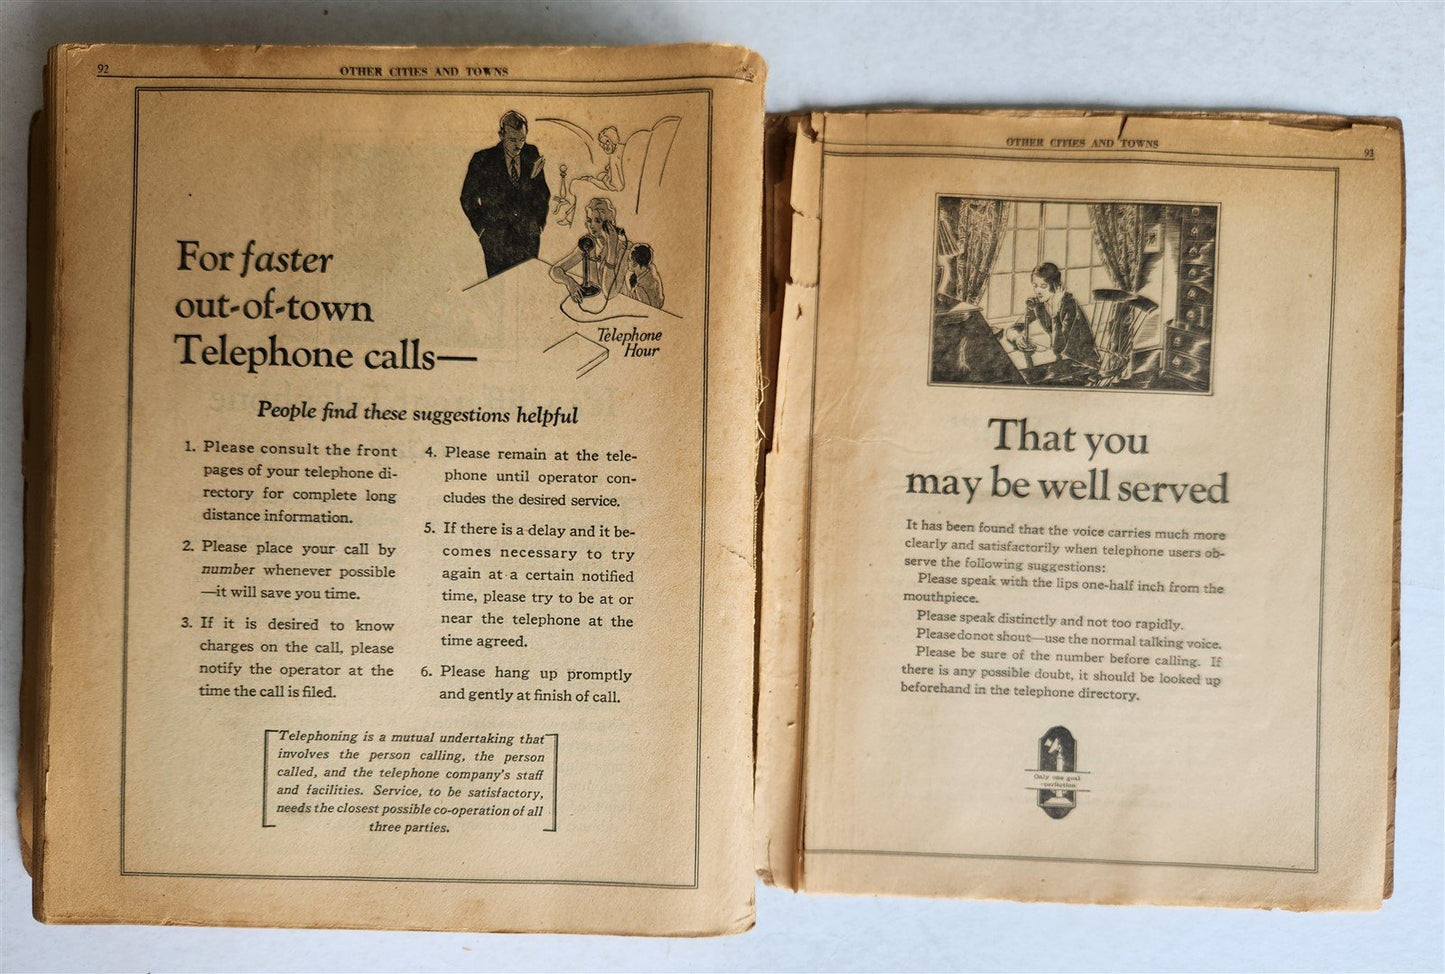 92
OTHER CITIES AND TOWNS
For faster
out-of-town
Telephone calls—
Telephone
Hour
People find these suggestions helpful
1. Please consult the front
pages of your telephone di-
rectory for complete long
distance information.
2. Please place your call by
number whenever possible
—it will save you time.
3. If it is desired to know
charges on the call, please
notify the operator at the
time the call is filed.
4. Please remain at the tele-
phone until operator con-
cludes the desired service.
5. If there is a delay and it be-
comes necessary to try
again at a certain notified
time, please try to be at or
near the telephone at the
time agreed.
6. Please hang up promptly
and gently at finish of call.
Telephoning is a mutual undertaking that
involves the person calling, the person
called, and the telephone company's staff
and facilities. Service, to be satisfactory,
needs the closest possible co-operation of all
three parties.
OTHER CITIES AND TOWNS
93
That you
may be well served
It has been found that the voice carries much more
clearly and satisfactorily when telephone users ob-
serve the following suggestions:
Please speak with the lips one-half inch from the
mouthpiece.
Please speak distinctly and not too rapidly.
Please do not shout—use the normal talking voice.
Please be sure of the number before calling. If
there is any possible doubt, it should be looked up
beforehand in the telephone directory.
Only one goal
—perfection